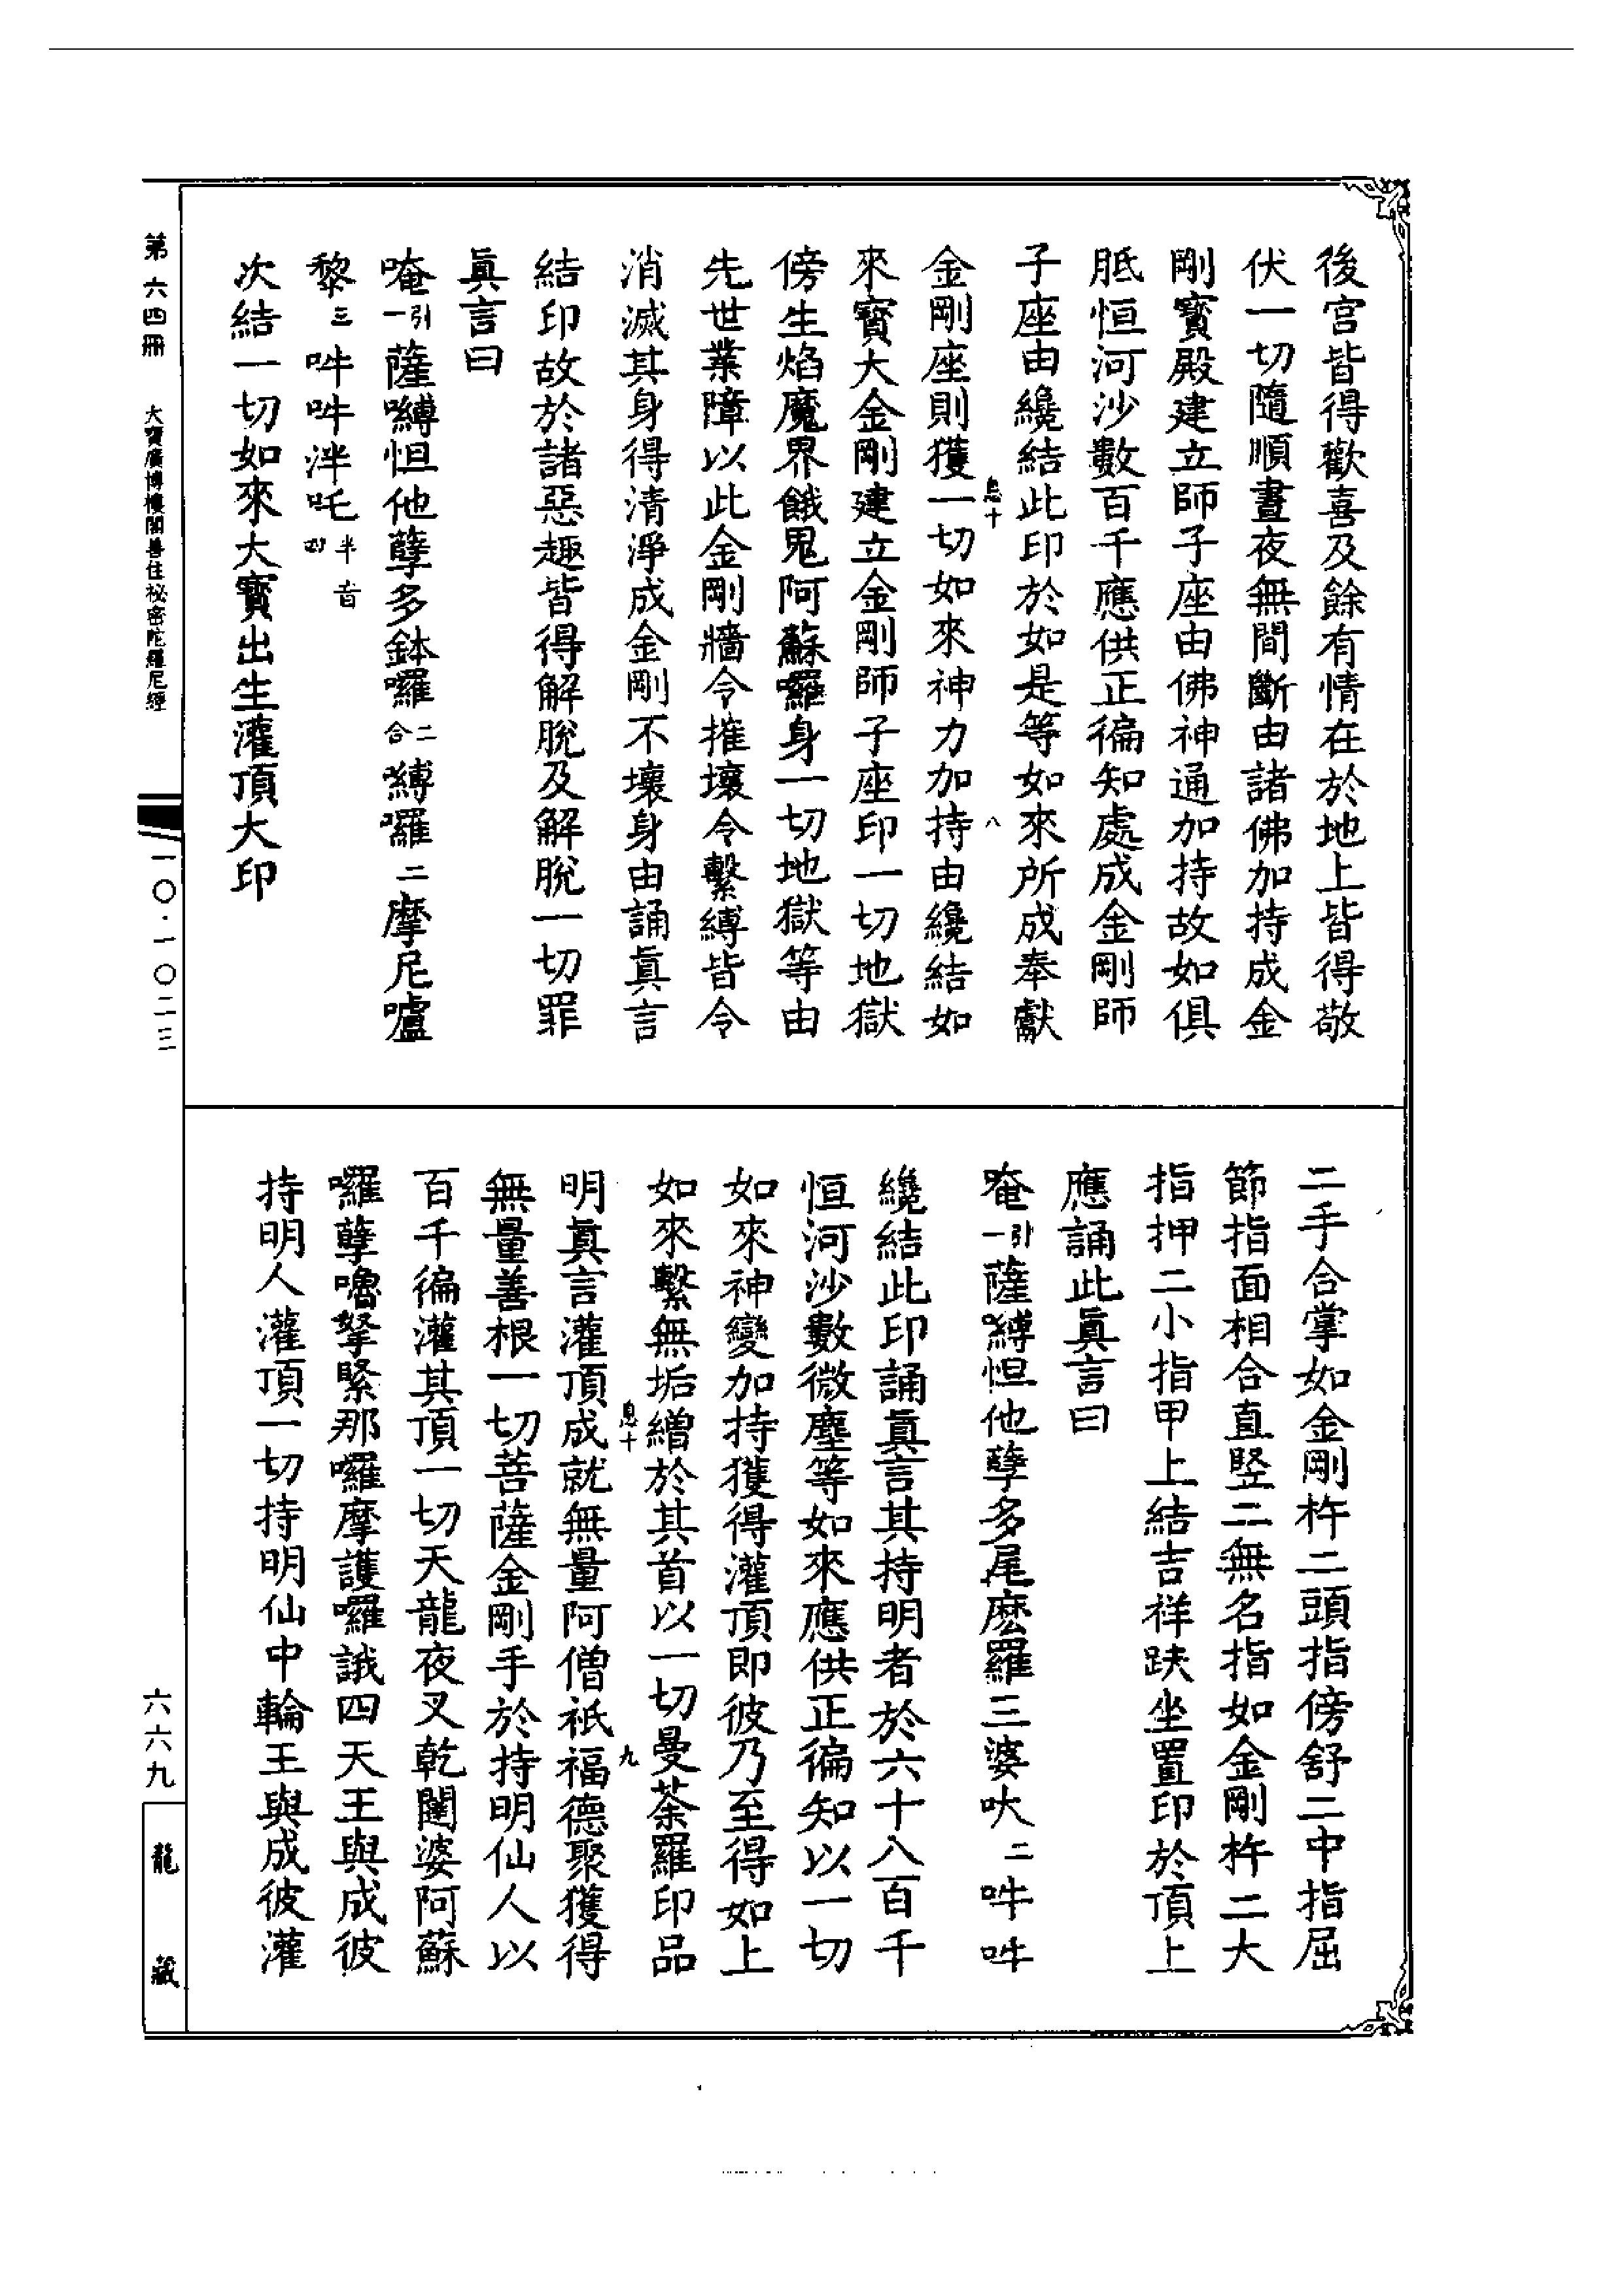 後宮皆得歡喜及餘有情在於地上皆得敬
伏一切隨順晝夜無間斷由諸佛加持成金
剛寳殿建立師子座由佛神通加持故如俱
胝恒河沙數百千應供正徧知處成金剛師
子座由纔結此印於如是等如來所成奉獻
息十 八
金剛座則獲一切如來神力加持由纔結如
來寳大金剛建立金剛師子座印一切地獄
傍生焰魔界餓鬼阿蘇囉身一切地獄等由
先世業障以此金剛牆令摧壞令繫縛皆令
消滅其身得清淨成金剛不壞身由誦眞言
結印故於諸惡趣皆得解脫及解脫一切罪
眞言曰
唵引一薩嚩怛他孽多鉢囉二合嚩囉二摩尼嚧
黎三吽吽泮吒半音四
次結一切如來大寳出生灌頂大印
二手合掌如金剛杵二頭指傍舒二中指屈
節指面相合直竪二無名指如金剛杵二大
指押二小指甲上結吉祥趺坐置印於頂上
應誦此眞言曰
唵引一薩嚩怛他孽多尾麽羅三婆吠二吽吽
纔結此印誦眞言其持明者於六十八百千
恒河沙數微塵等如來應供正徧知以一切
如來神變加持獲得灌頂即彼乃至得如上
如來繫無垢繒於其首以一切曼荼羅印品
息十 九
明眞言灌頂成就無量阿僧祇福德聚獲得
無量善根一切菩薩金剛手於持明仙人以
百千徧灌其頂一切天龍夜叉乾闥婆阿蘇
囉孽嚕拏緊那囉摩護囉誐四天王與成彼
持明人灌頂一切持明仙中輪王與成彼灌
第六四冊 大寶廣博樓閣善住祕密陀羅尼經
一〇·一〇二三
六六九
龍藏